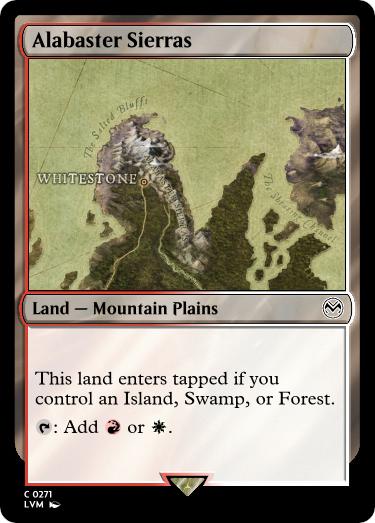 Alabaster Sierras
The Salted Bluffs
WHITESTONE
Land — Mountain Plains
This land enters tapped if you
control an Island, Swamp, or Forest.
: Add or .
C 0271
LVM